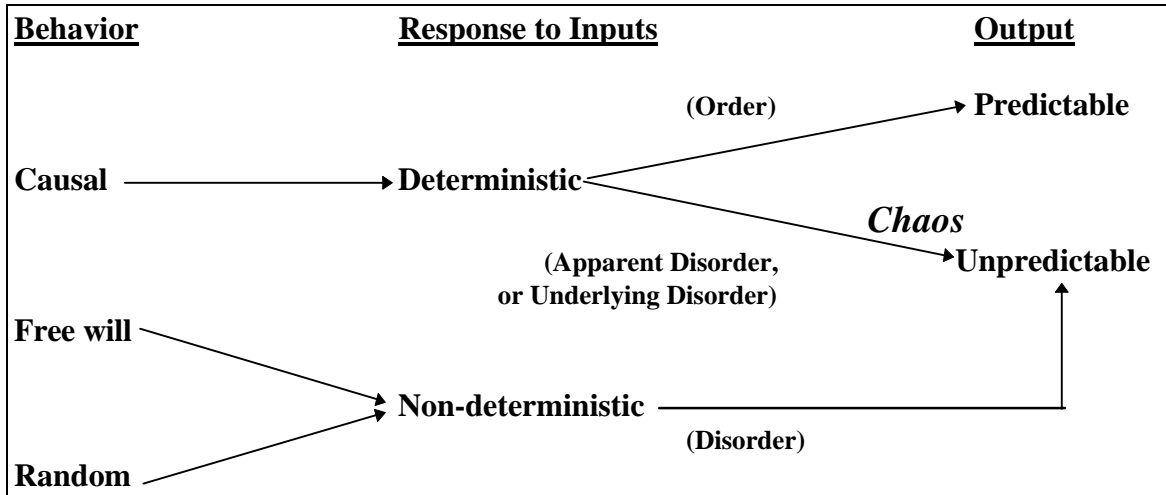 Behavior
Response to Inputs
Output
(Order)
Predictable
Causal
Deterministic
Chaos
(Apparent Disorder,
or Underlying Disorder)
Unpredictable
Free will
Non-deterministic
(Disorder)
Random